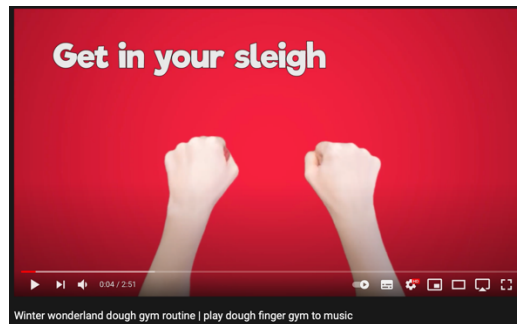 Get in your sleigh
0:04 / 2:51
Winter wonderland dough gym routine | play dough finger gym to music